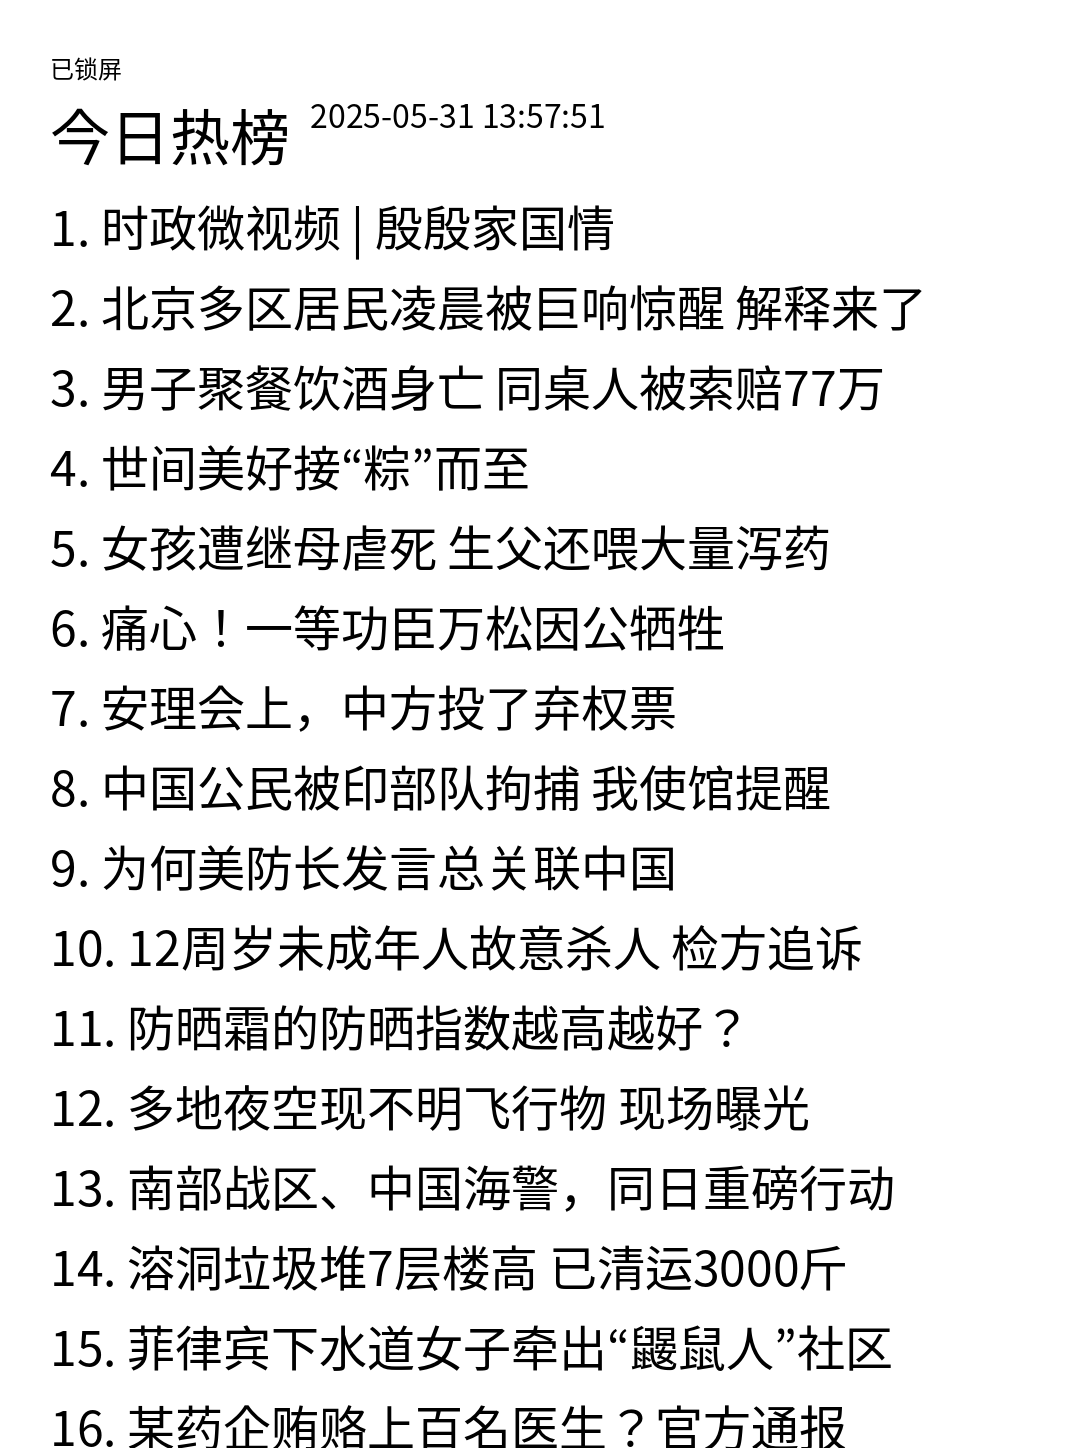 已锁屏
今日热榜 2025-05-31 13:57:51
1. 时政微视频 | 殷殷家国情
2. 北京多区居民凌晨被巨响惊醒 解释来了
3. 男子聚餐饮酒身亡 同桌人被索赔77万
4. 世间美好接“粽”而至
5. 女孩遭继母虐死 生父还喂大量泻药
6. 痛心！一等功臣万松因公牺牲
7. 安理会上，中方投了弃权票
8. 中国公民被印部队拘捕 我使馆提醒
9. 为何美防长发言总关联中国
10. 12周岁未成年人故意杀人 检方追诉
11. 防晒霜的防晒指数越高越好？
12. 多地夜空现不明飞行物 现场曝光
13. 南部战区、中国海警，同日重磅行动
14. 溶洞垃圾堆7层楼高 已清运3000斤
15. 菲律宾下水道女子牵出“鼹鼠人”社区
16. 某药企贿赂上百名医生？官方通报